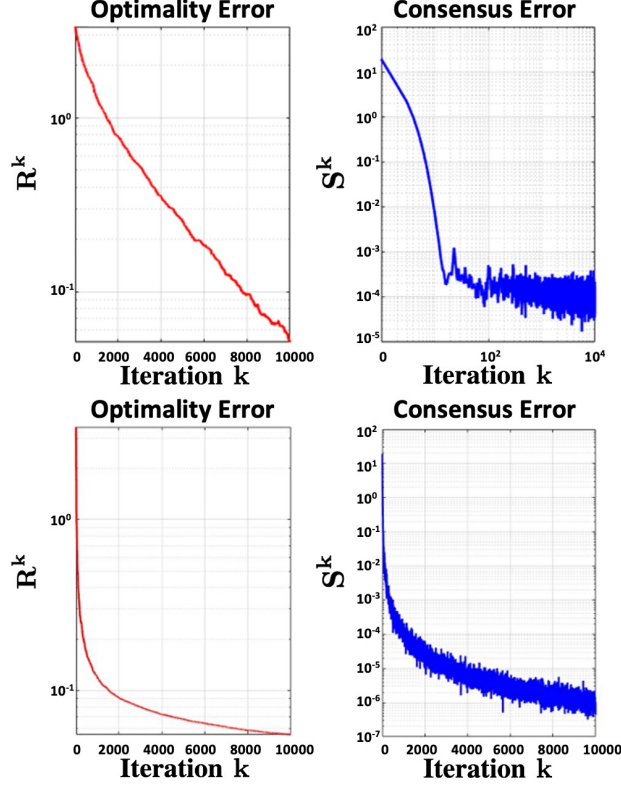 Optimality Error
Consensus Error
10^0
10^-1
R^k
0 2000 4000 6000 8000 10000
Iteration k
10^2
10^1
10^0
10^-1
10^-2
10^-3
10^-4
10^-5
S^k
0 10^2 10^4
Iteration k
Optimality Error
Consensus Error
10^0
10^-1
R^k
0 2000 4000 6000 8000 10000
Iteration k
10^2
10^1
10^0
10^-1
10^-2
10^-3
10^-4
10^-5
10^-6
10^-7
S^k
0 2000 4000 6000 8000 10000
Iteration k